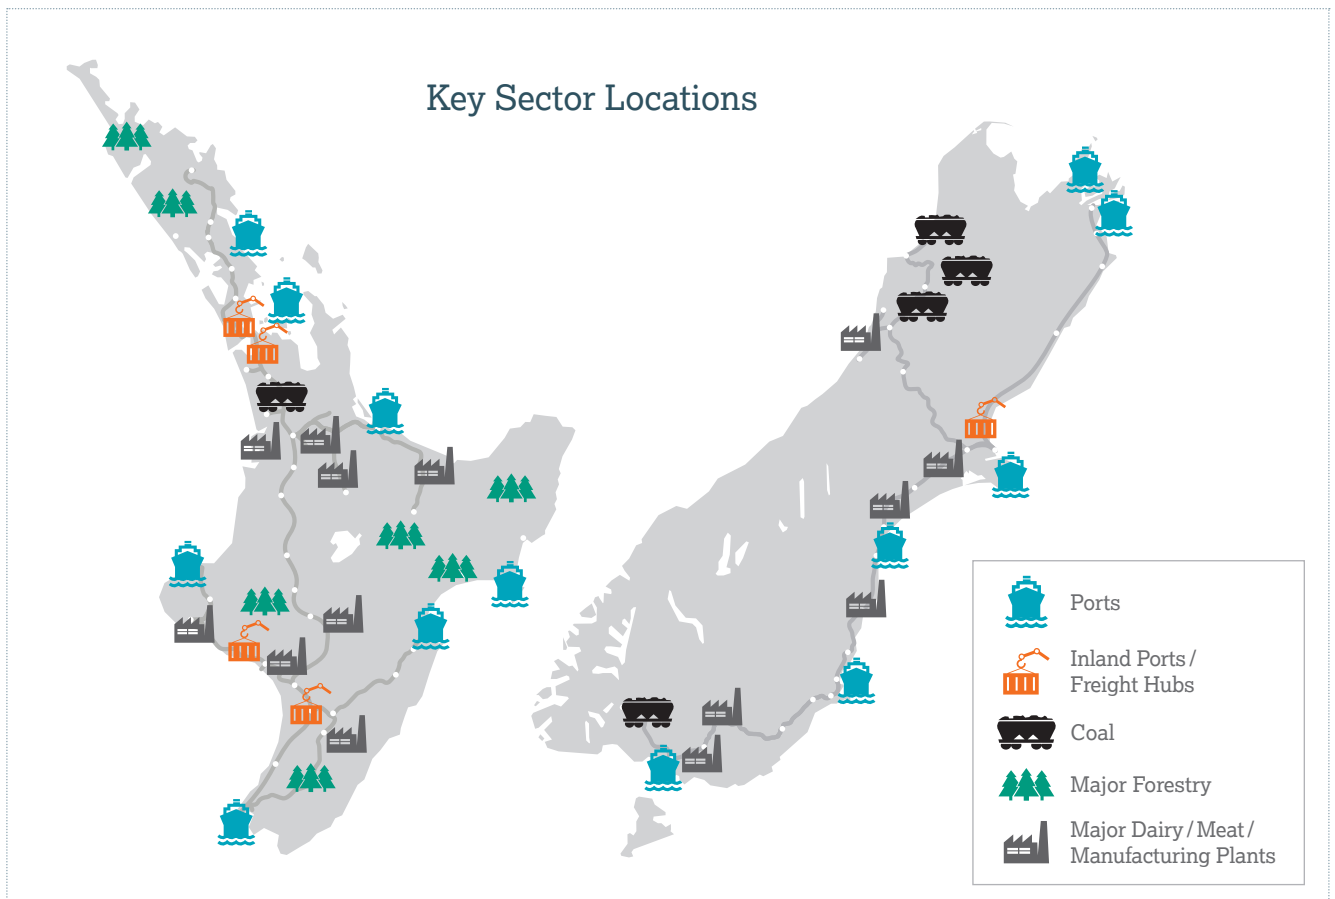 Key Sector Locations
Ports
Inland Ports /
Freight Hubs
Coal
Major Forestry
Major Dairy / Meat /
Manufacturing Plants